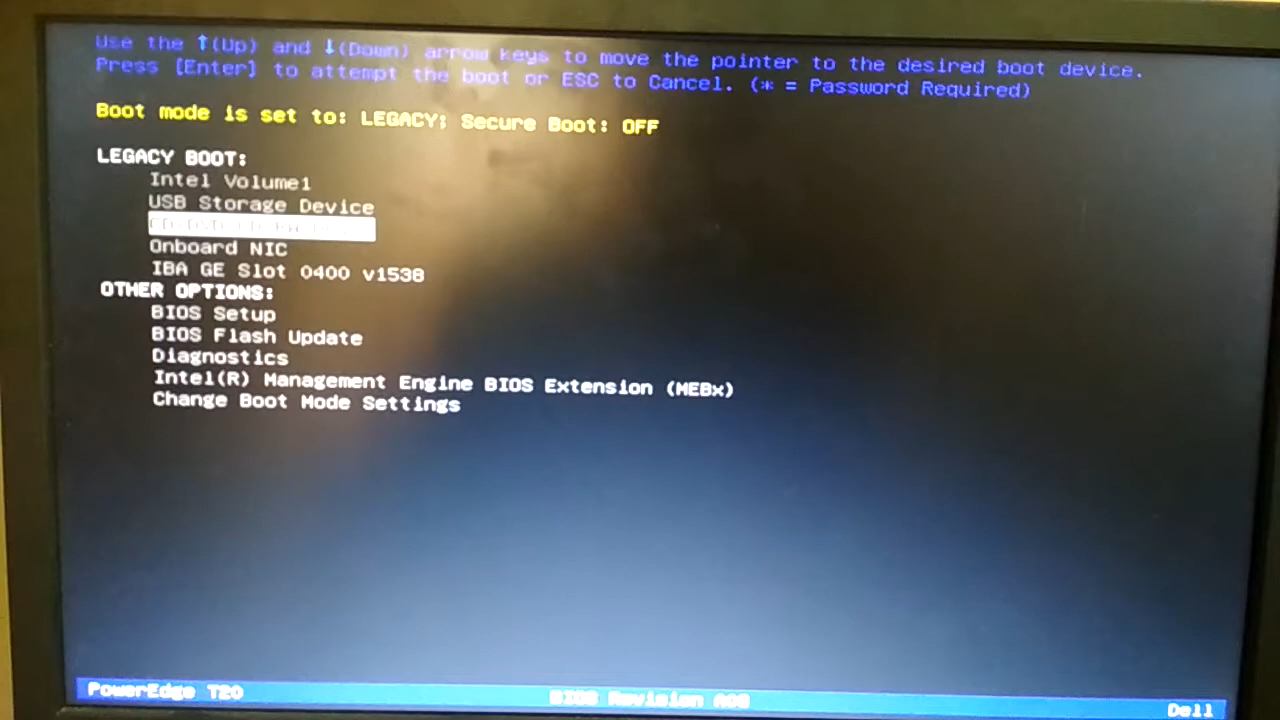 Use the ↑(Up) and ↓(Down) arrow keys to move the pointer to the desired boot device.
Press [Enter] to attempt the boot or ESC to Cancel. (* = Password Required)
Boot mode is set to: LEGACY; Secure Boot: OFF
LEGACY BOOT:
Intel Volume1
USB Storage Device
Onboard NIC
IBA GE Slot 0400 v1538
OTHER OPTIONS:
BIOS Setup
BIOS Flash Update
Diagnostics
Intel(R) Management Engine BIOS Extension (MEBx)
Change Boot Mode Settings
PowerEdge T20
BIOS Revision
Dell